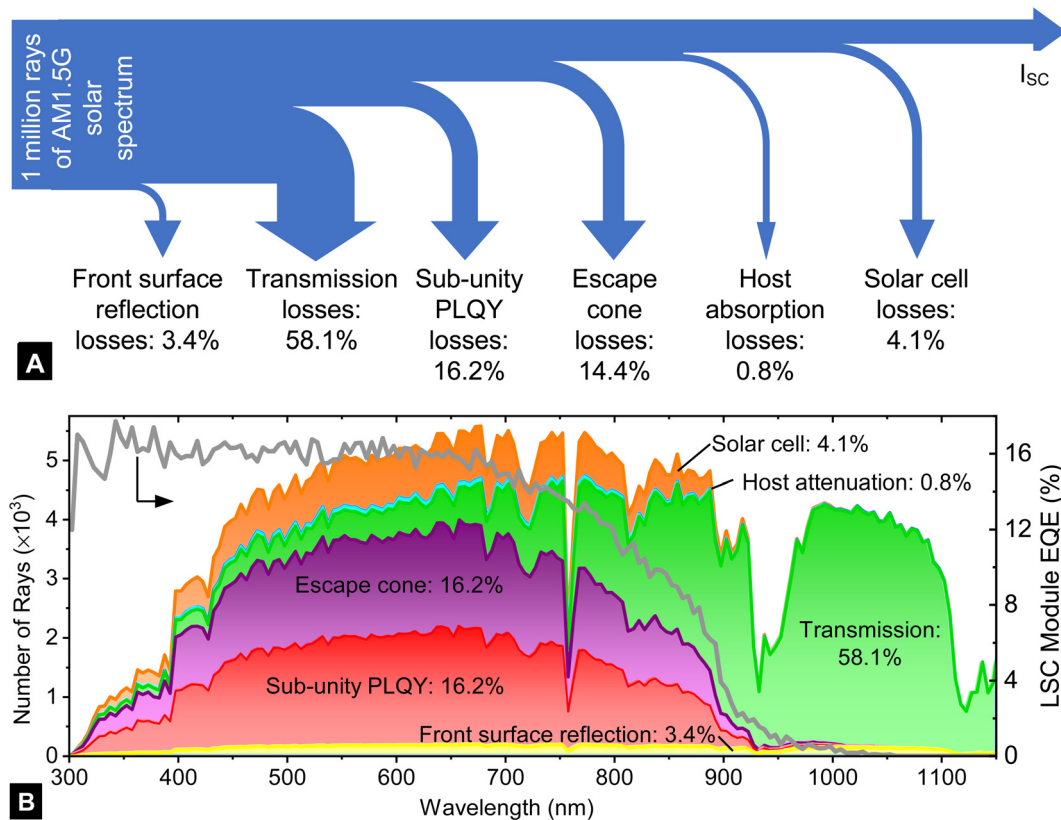 1 million rays
of AM1.5G
solar
spectrum
I_SC
Front surface
reflection
losses: 3.4%
Transmission
losses:
58.1%
Sub-unity
PLQY
losses:
16.2%
Escape
cone
losses:
14.4%
Host
absorption
losses:
0.8%
Solar cell
losses:
4.1%
A
Number of Rays (×10³)
5
4
3
2
1
0
Solar cell: 4.1%
Host attenuation: 0.8%
Escape cone: 16.2%
Transmission:
58.1%
Sub-unity PLQY: 16.2%
Front surface reflection: 3.4%
16
12
8
4
0
LSC Module EQE (%)
300 400 500 600 700 800 900 1000 1100
Wavelength (nm)
B